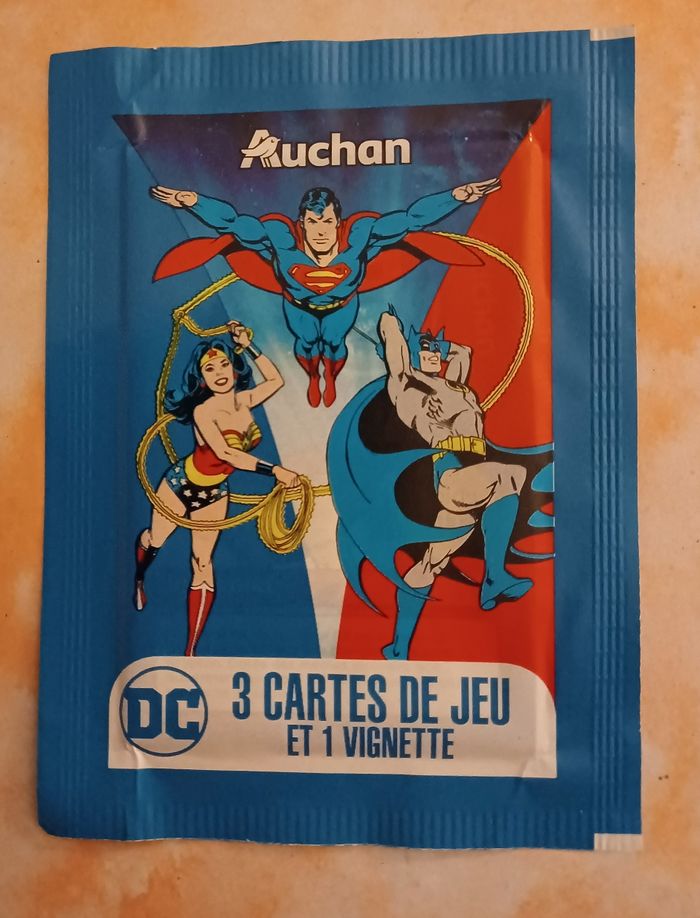 Auchan
DC
3 CARTES DE JEU
ET 1 VIGNETTE